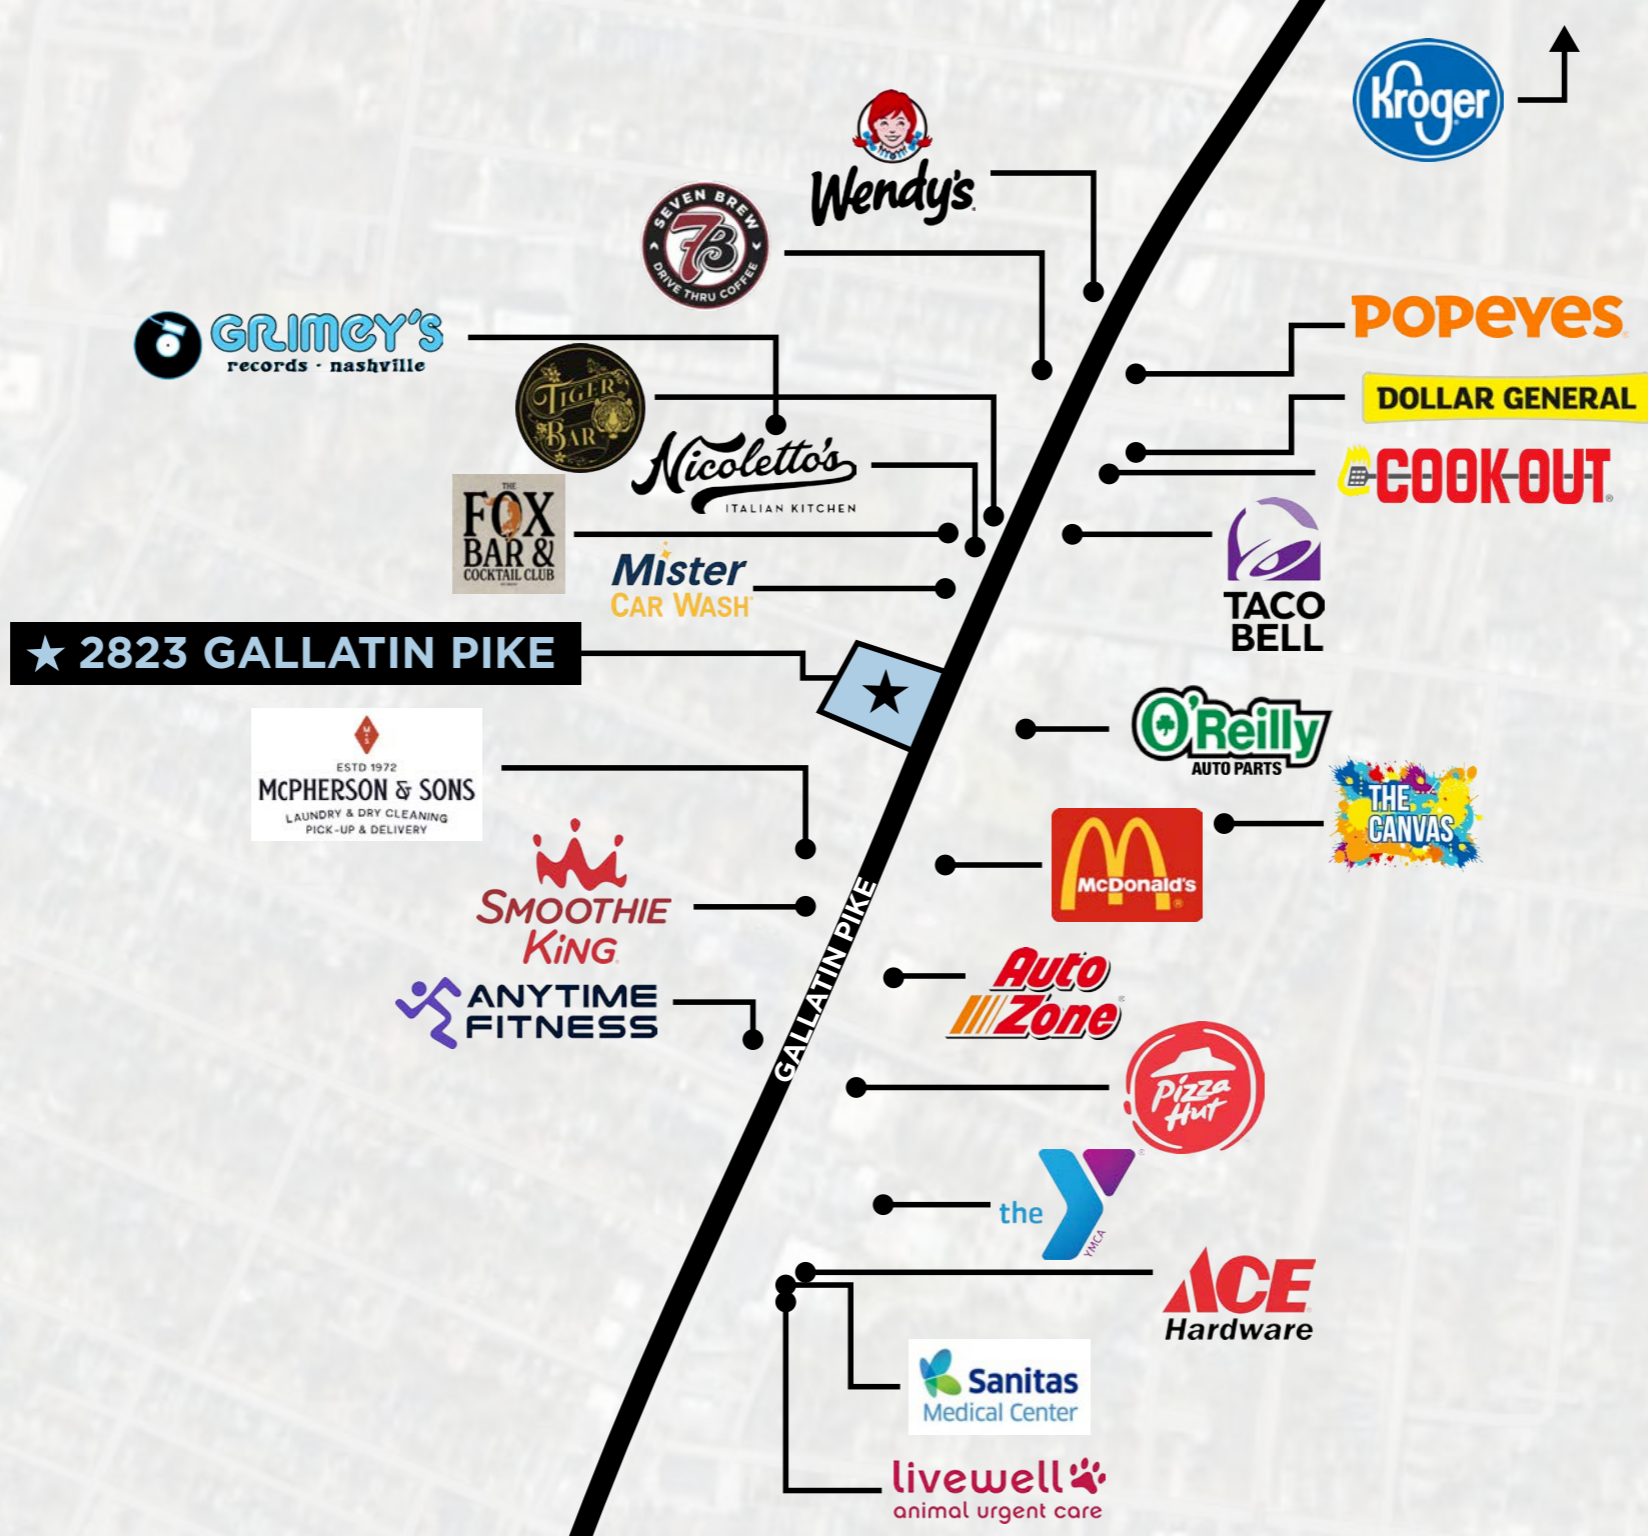 Kroger
Wendy's
SEVEN BREW
7B
DRIVE THRU COFFEE
GRIMEY'S
records · nashville
POPEYES
TIGER
BAR
DOLLAR GENERAL
Nicoletto's
ITALIAN KITCHEN
COOK-OUT
THE
FOX
BAR &
COCKTAIL CLUB
Mister
CAR WASH
TACO
BELL
★ 2823 GALLATIN PIKE
O'Reilly
AUTO PARTS
M
&
S
ESTD 1972
MCPHERSON & SONS
LAUNDRY & DRY CLEANING
PICK-UP & DELIVERY
THE
CANVAS
McDonald's
SMOOTHIE
KiNG
GALLATIN PIKE
ANYTIME
FITNESS
Auto
Zone
Pizza
Hut
the
YMCA
ACE
Hardware
Sanitas
Medical Center
livewell
animal urgent care